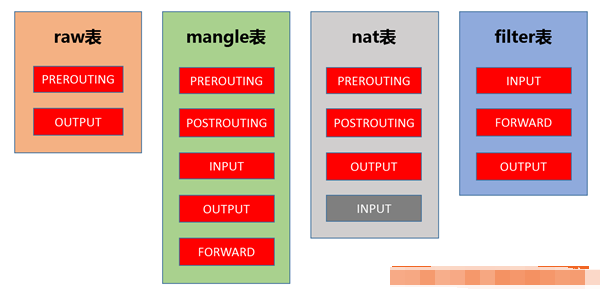 raw表
PREROUTING
OUTPUT
mangle表
PREROUTING
POSTROUTING
INPUT
OUTPUT
FORWARD
nat表
PREROUTING
POSTROUTING
OUTPUT
INPUT
filter表
INPUT
FORWARD
OUTPUT